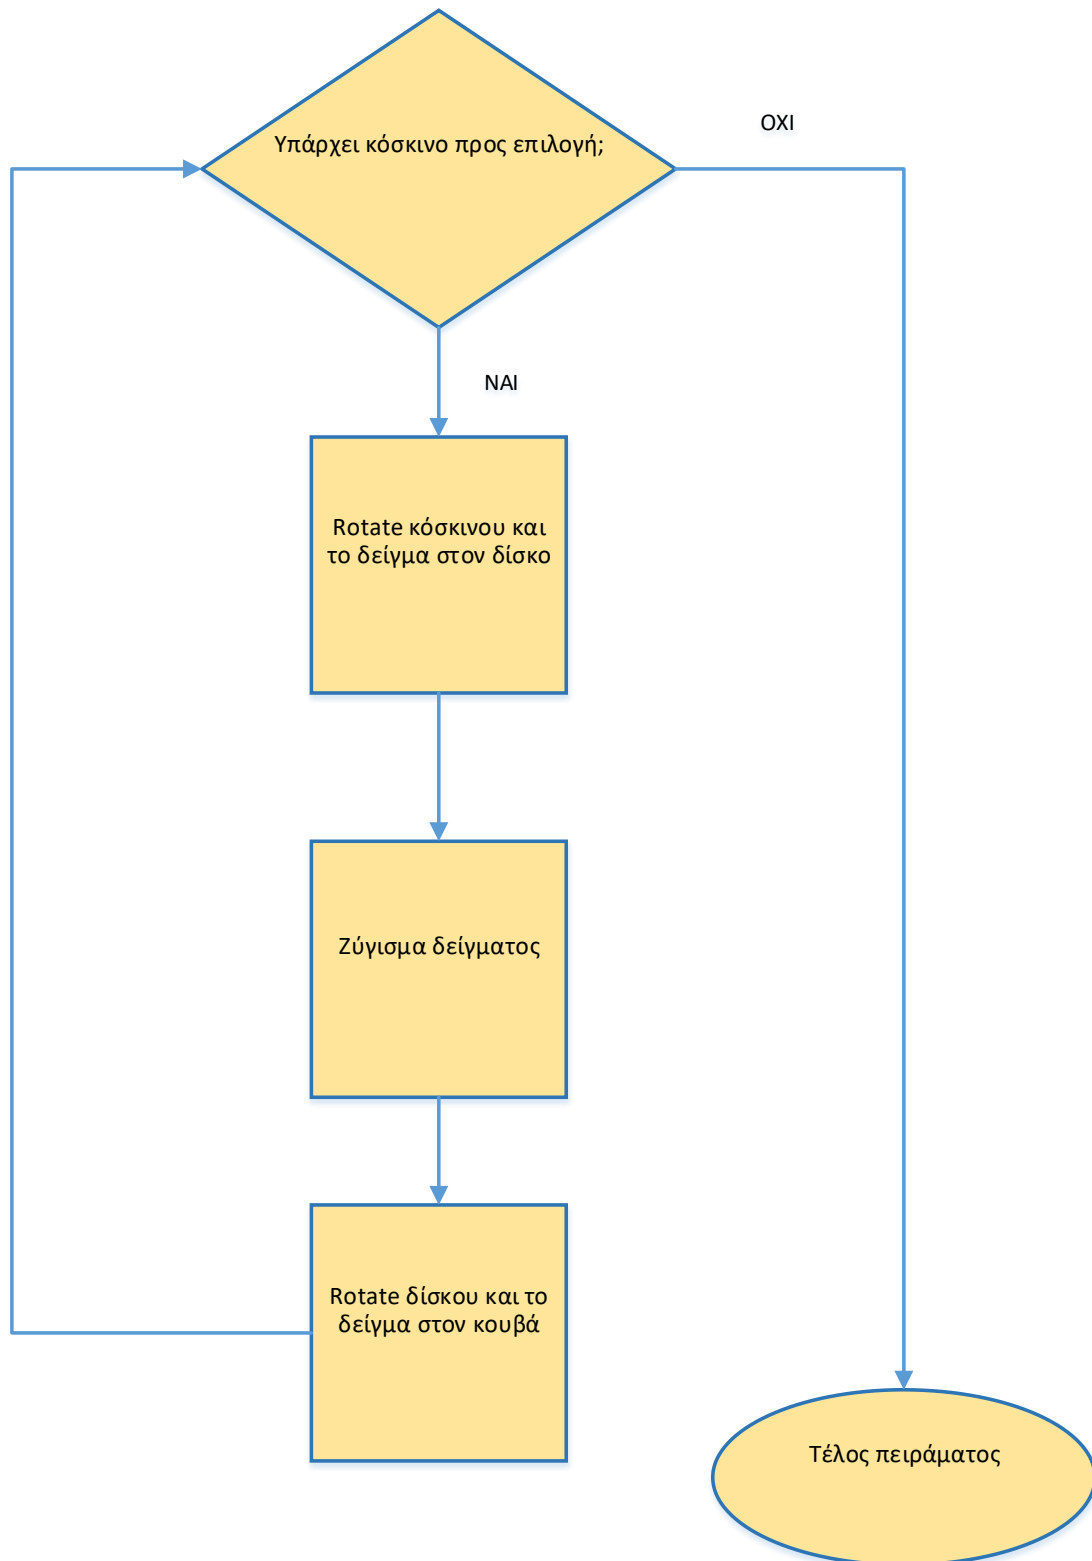 Υπάρχει κόσκινο προς επιλογή;
ΟΧΙ
ΝΑΙ
Rotate κόσκινου και
το δείγμα στον δίσκο
Ζύγισμα δείγματος
Rotate δίσκου και το
δείγμα στον κουβά
Τέλος πειράματος